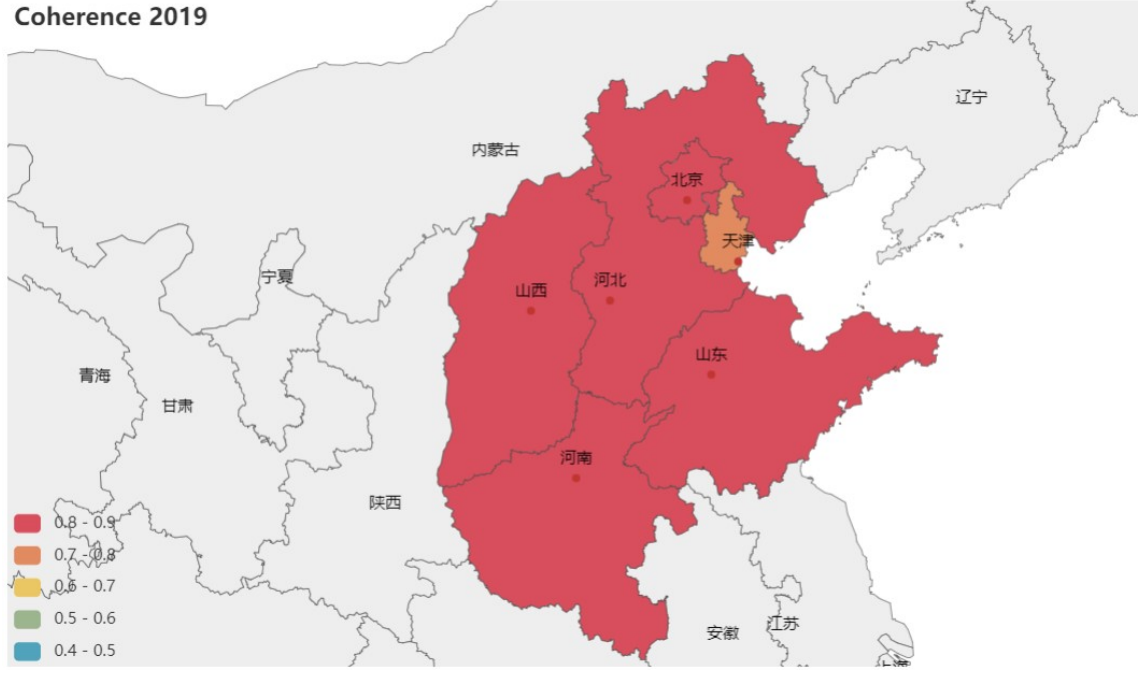 Coherence 2019
辽宁
内蒙古
北京
天津
宁夏
河北
山西
山东
青海
甘肃
河南
陕西
0.8 - 0.9
0.7 - 0.8
0.6 - 0.7
0.5 - 0.6
0.4 - 0.5
安徽
江苏
上海